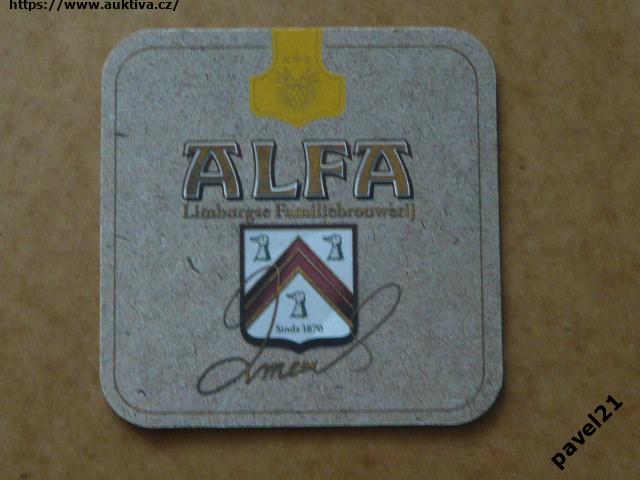 https://www.auktiva.cz/
ALFA
Limburgse Familiebrouwerij
Sinds 1870
pavel21